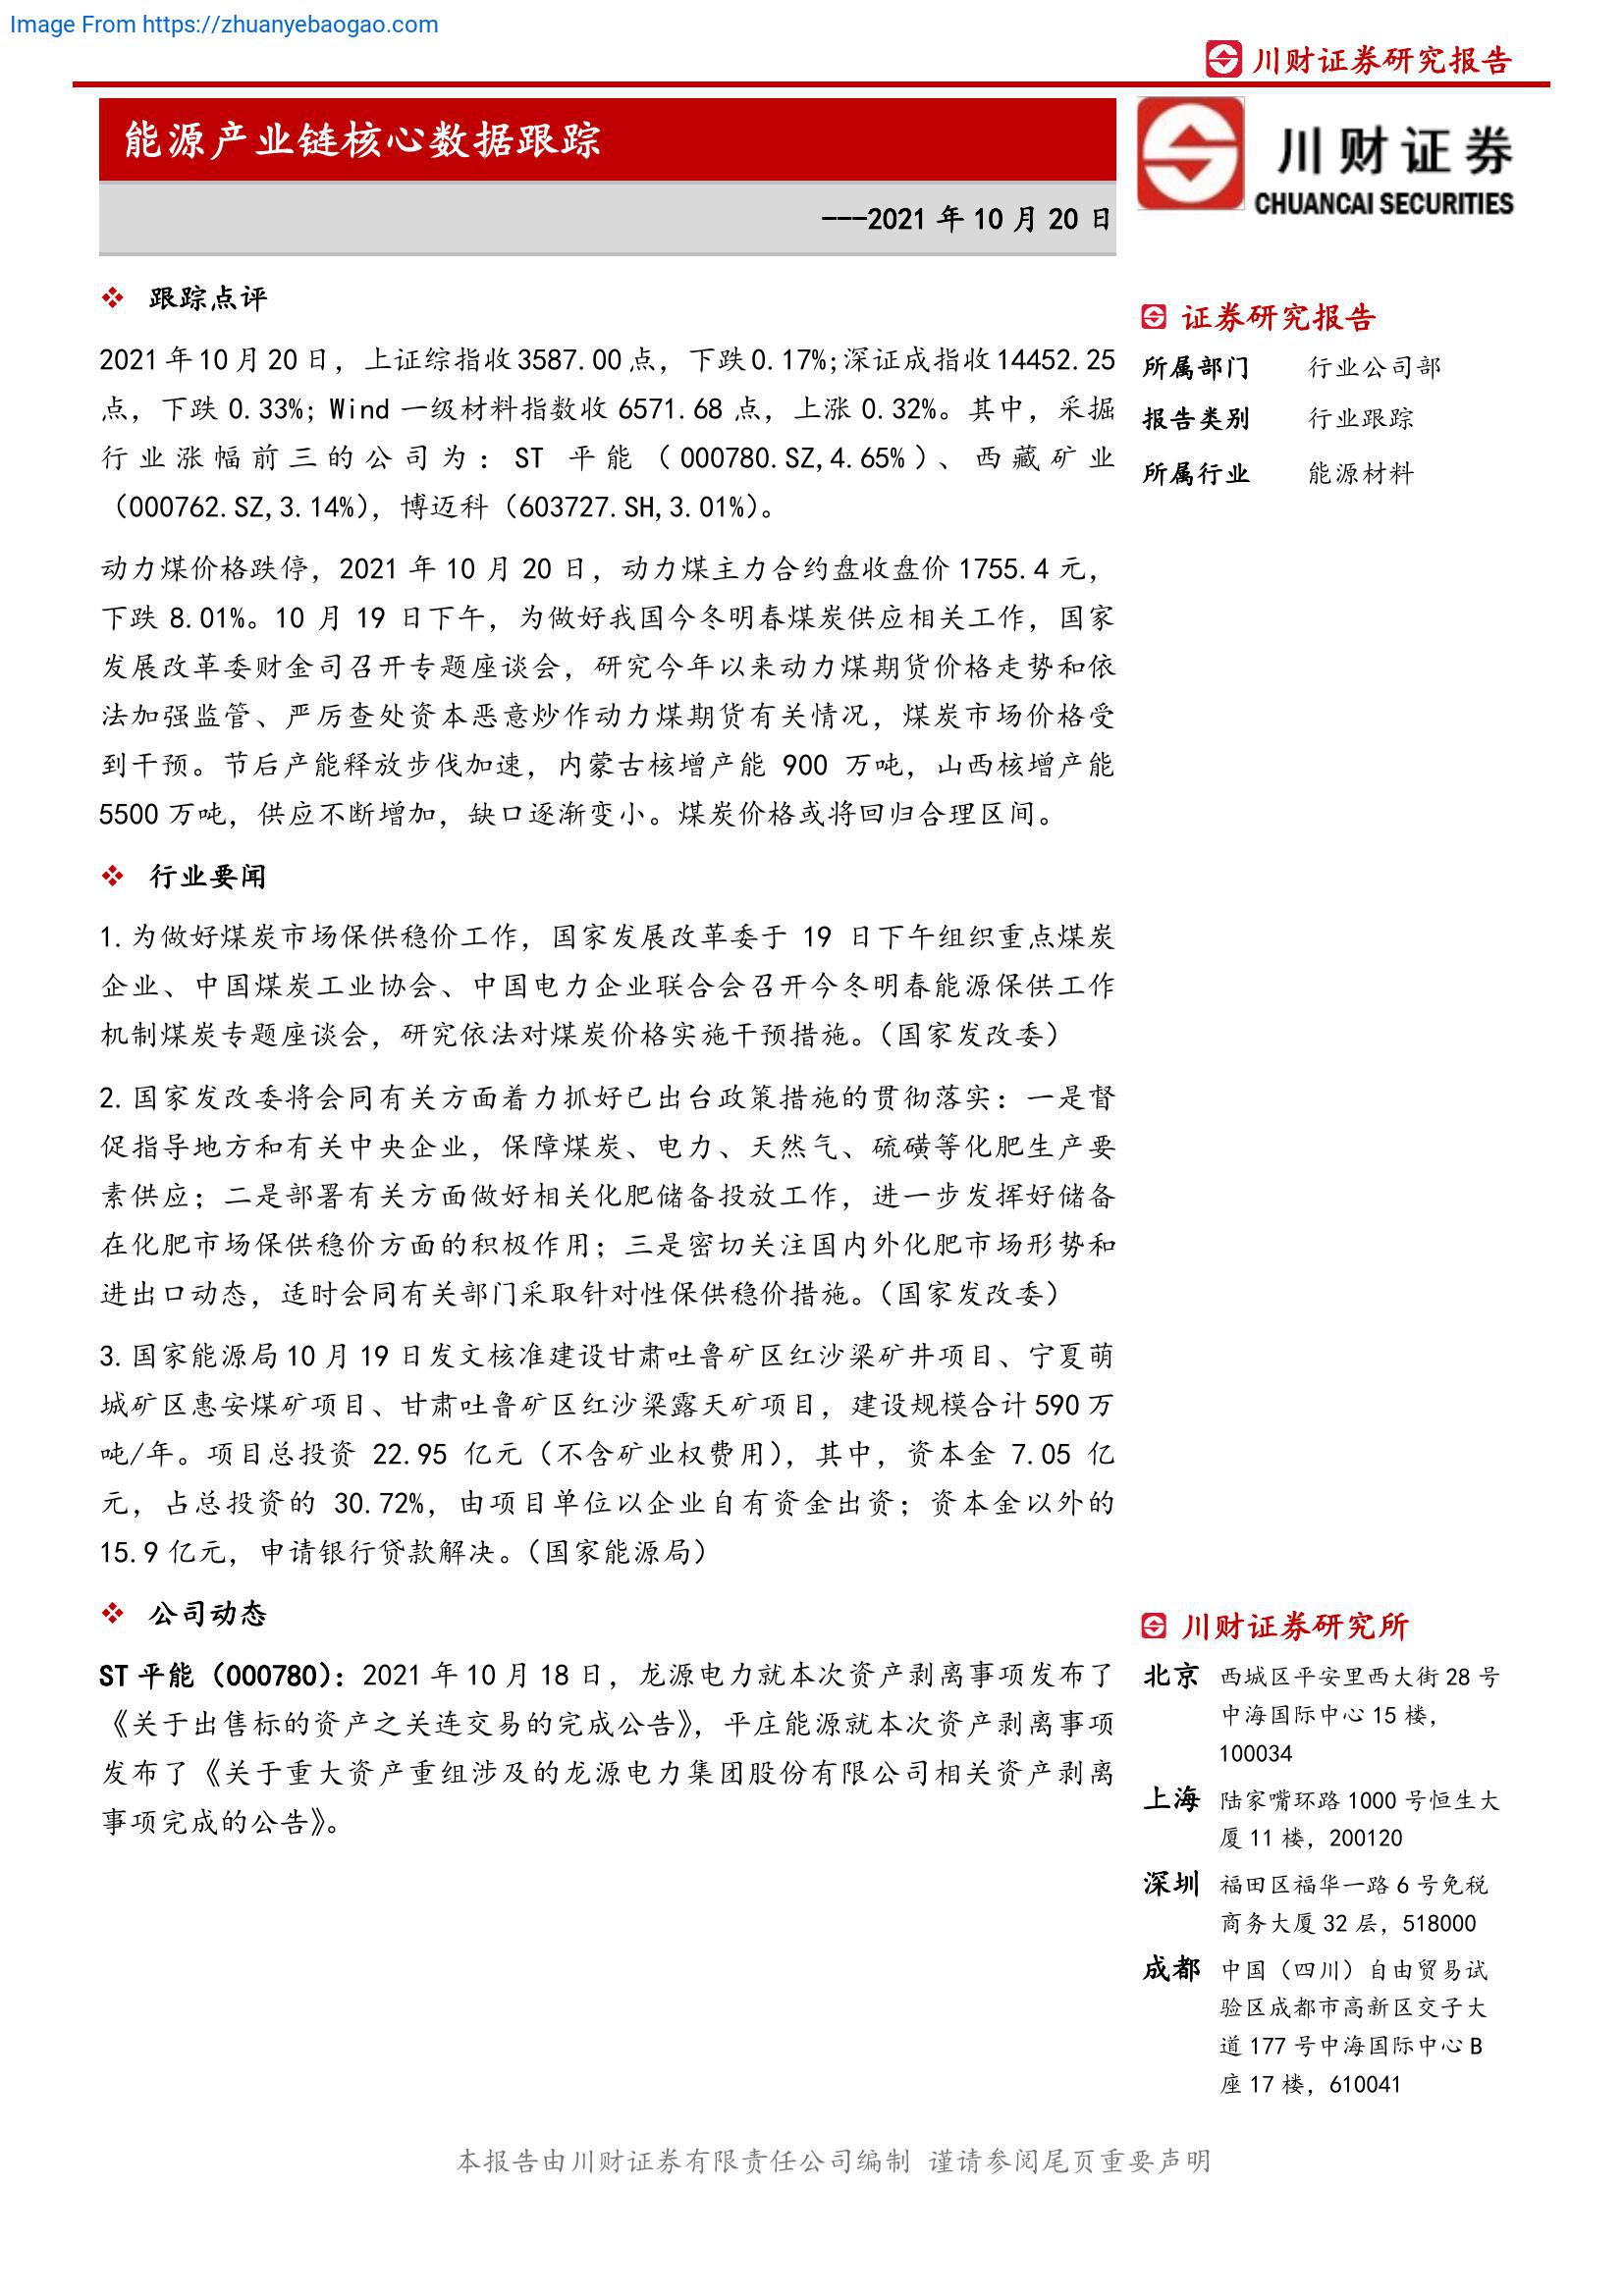 Image From https://zhuanyebaogao.com
川财证券研究报告
能源产业链核心数据跟踪
---2021 年 10 月 20 日
川财证券
CHUANCAI SECURITIES
跟踪点评
2021 年 10 月 20 日，上证综指收 3587.00 点，下跌 0.17%;深证成指收 14452.25
点，下跌 0.33%; Wind 一级材料指数收 6571.68 点，上涨 0.32%。其中，采掘
行业涨幅前三的公司为：ST 平能（000780.SZ,4.65%）、西藏矿业
（000762.SZ,3.14%），博迈科（603727.SH,3.01%）。
动力煤价格跌停，2021 年 10 月 20 日，动力煤主力合约盘收盘价 1755.4 元，
下跌 8.01%。10 月 19 日下午，为做好我国今冬明春煤炭供应相关工作，国家
发展改革委财金司召开专题座谈会，研究今年以来动力煤期货价格走势和依
法加强监管、严厉查处资本恶意炒作动力煤期货有关情况，煤炭市场价格受
到干预。节后产能释放步伐加速，内蒙古核增产能 900 万吨，山西核增产能
5500 万吨，供应不断增加，缺口逐渐变小。煤炭价格或将回归合理区间。
行业要闻
1.为做好煤炭市场保供稳价工作，国家发展改革委于 19 日下午组织重点煤炭
企业、中国煤炭工业协会、中国电力企业联合会召开今冬明春能源保供工作
机制煤炭专题座谈会，研究依法对煤炭价格实施干预措施。（国家发改委）
2.国家发改委将会同有关方面着力抓好已出台政策措施的贯彻落实：一是督
促指导地方和有关中央企业，保障煤炭、电力、天然气、硫磺等化肥生产要
素供应；二是部署有关方面做好相关化肥储备投放工作，进一步发挥好储备
在化肥市场保供稳价方面的积极作用；三是密切关注国内外化肥市场形势和
进出口动态，适时会同有关部门采取针对性保供稳价措施。（国家发改委）
3.国家能源局 10 月 19 日发文核准建设甘肃吐鲁矿区红沙梁矿井项目、宁夏萌
城矿区惠安煤矿项目、甘肃吐鲁矿区红沙梁露天矿项目，建设规模合计 590 万
吨/年。项目总投资 22.95 亿元（不含矿业权费用），其中，资本金 7.05 亿
元，占总投资的 30.72%，由项目单位以企业自有资金出资；资本金以外的
15.9 亿元，申请银行贷款解决。（国家能源局）
公司动态
ST 平能（000780）：2021 年 10 月 18 日，龙源电力就本次资产剥离事项发布了
《关于出售标的资产之关连交易的完成公告》，平庄能源就本次资产剥离事项
发布了《关于重大资产重组涉及的龙源电力集团股份有限公司相关资产剥离
事项完成的公告》。
证券研究报告
所属部门 行业公司部
报告类别 行业跟踪
所属行业 能源材料
川财证券研究所
北京 西城区平安里西大街 28 号
中海国际中心 15 楼，
100034
上海 陆家嘴环路 1000 号恒生大
厦 11 楼，200120
深圳 福田区福华一路 6 号免税
商务大厦 32 层，518000
成都 中国（四川）自由贸易试
验区成都市高新区交子大
道 177 号中海国际中心 B
座 17 楼，610041
本报告由川财证券有限责任公司编制 谨请参阅尾页重要声明